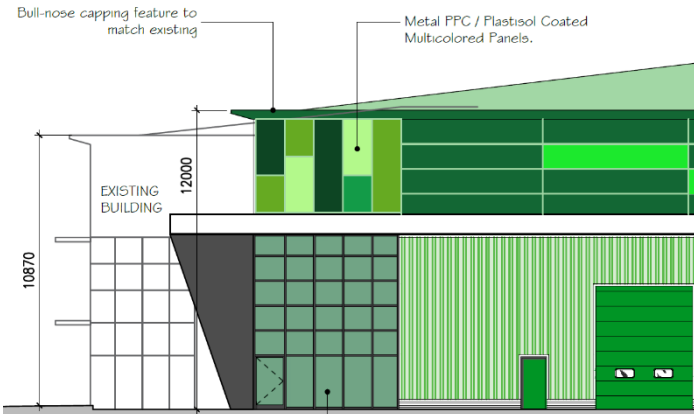 Bull-nose capping feature to
match existing
Metal PPC / Plastisol Coated
Multicolored Panels.
EXISTING
BUILDING
12000
10870